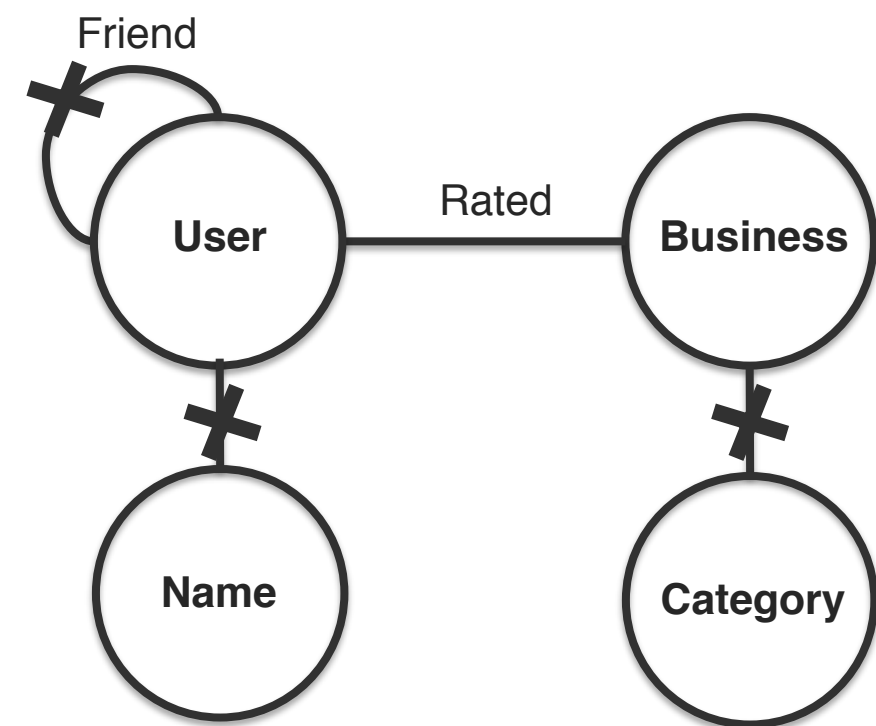 Friend
Rated
User
Business
Name
Category